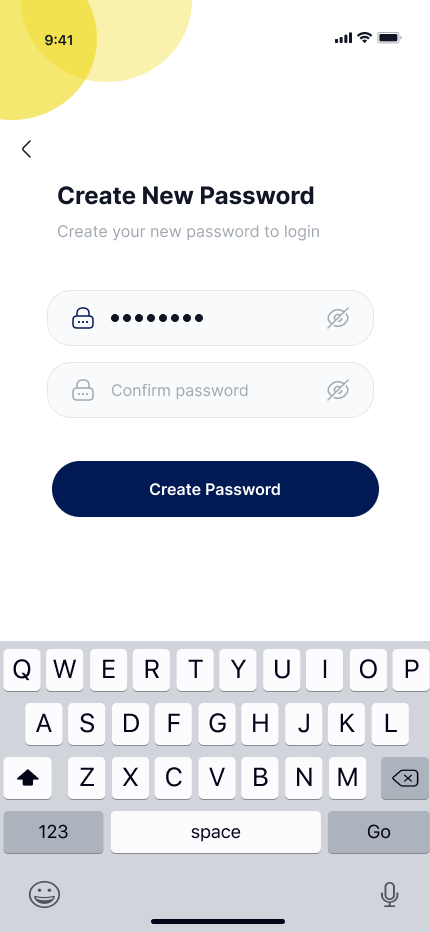 9:41
Create New Password
Create your new password to login
••••••••
Confirm password
Create Password
Q W E R T Y U I O P
A S D F G H J K L
Z X C V B N M
123 space Go